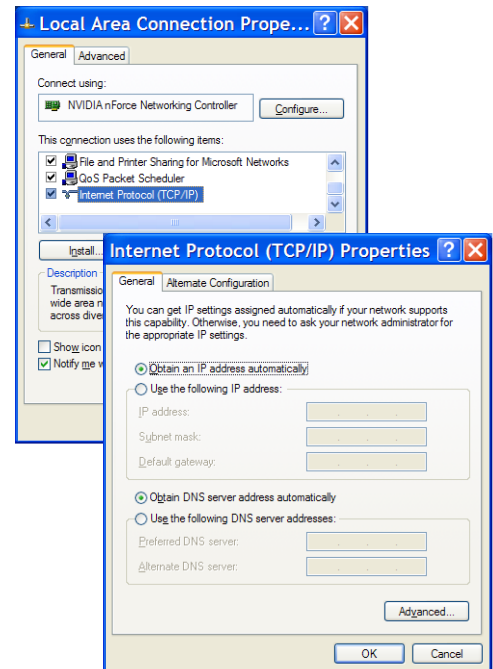 Local Area Connection Prope...
General
Advanced
Connect using:
NVIDIA nForce Networking Controller
Configure...
This connection uses the following items:
File and Printer Sharing for Microsoft Networks
QoS Packet Scheduler
Internet Protocol (TCP/IP)
Install...
Description
Transmissio
wide area n
across dive
Show icon
Notify me w
Internet Protocol (TCP/IP) Properties
General
Alternate Configuration
You can get IP settings assigned automatically if your network supports
this capability. Otherwise, you need to ask your network administrator for
the appropriate IP settings.
Obtain an IP address automatically
Use the following IP address:
IP address:
Subnet mask:
Default gateway:
Obtain DNS server address automatically
Use the following DNS server addresses:
Preferred DNS server:
Alternate DNS server:
Advanced...
OK
Cancel